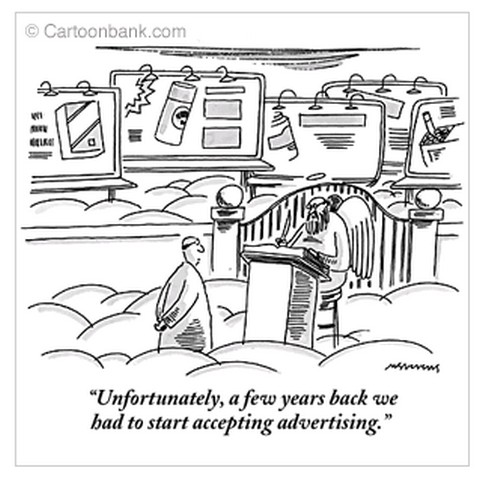 © Cartoonbank.com
“Unfortunately, a few years back we
had to start accepting advertising.”